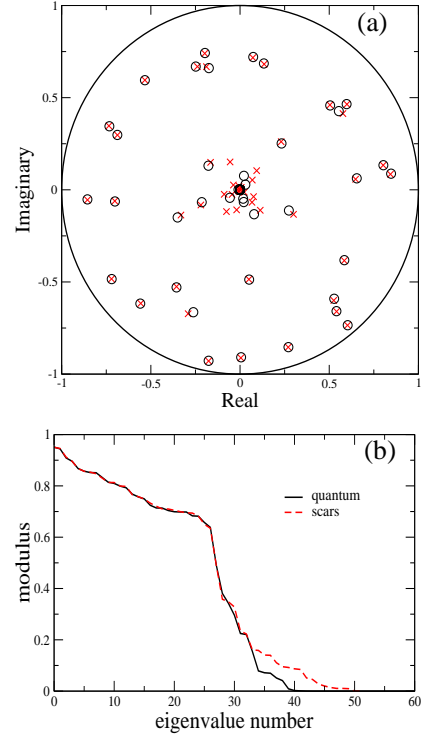 (a)
1
0.5
0
-0.5
-1
Imaginary
-1 -0.5 0 0.5 1
Real
(b)
1
0.8
0.6
0.4
0.2
0
modulus
quantum
scars
0 10 20 30 40 50 60
eigenvalue number